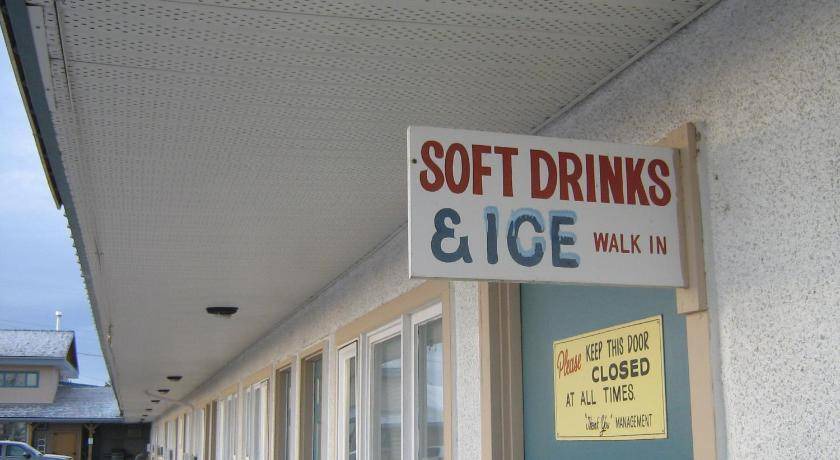 SOFT DRINKS
& ICE WALK IN
Please KEEP THIS DOOR
CLOSED
AT ALL TIMES.
"Thank You" MANAGEMENT